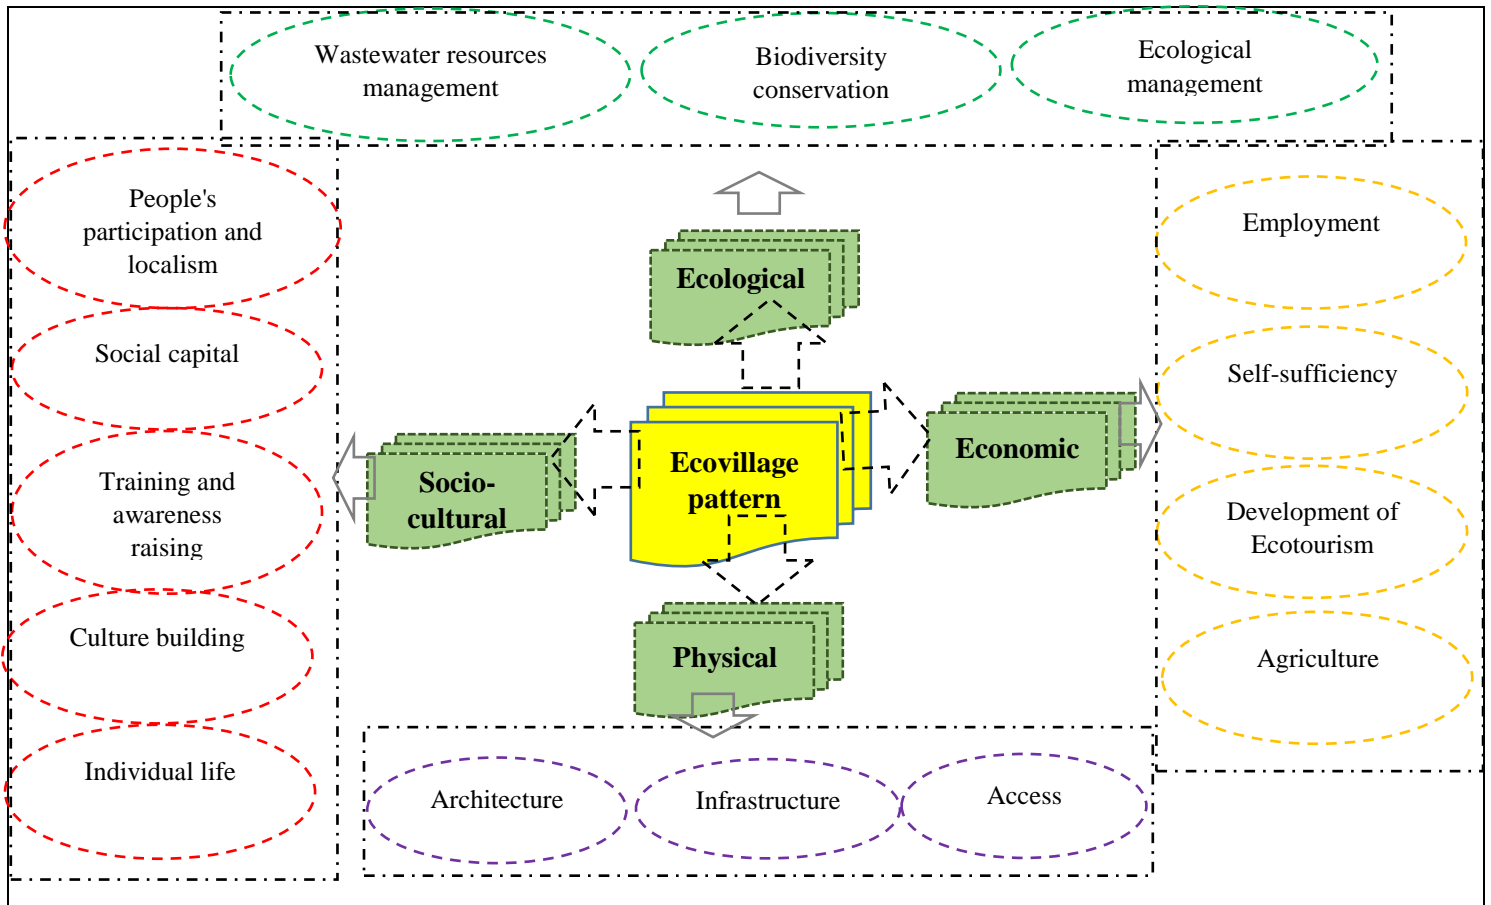 Wastewater resources
management
Biodiversity
conservation
Ecological
management
People's
participation and
localism
Social capital
Training and
awareness
raising
Culture building
Individual life
Ecological
Socio-
cultural
Ecovillage
pattern
Economic
Physical
Employment
Self-sufficiency
Development of
Ecotourism
Agriculture
Architecture
Infrastructure
Access